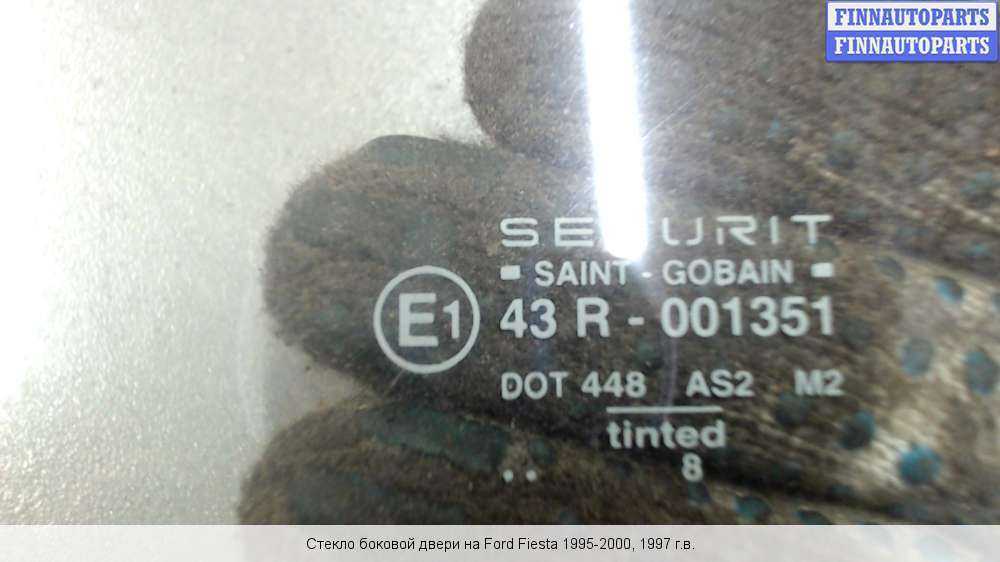 FINNAUTOPARTS
FINNAUTOPARTS
SECURIT
SAINT - GOBAIN
E1 43 R - 001351
DOT 448 AS2 M2
tinted
.. 8
Стекло боковой двери на Ford Fiesta 1995-2000, 1997 г.в.